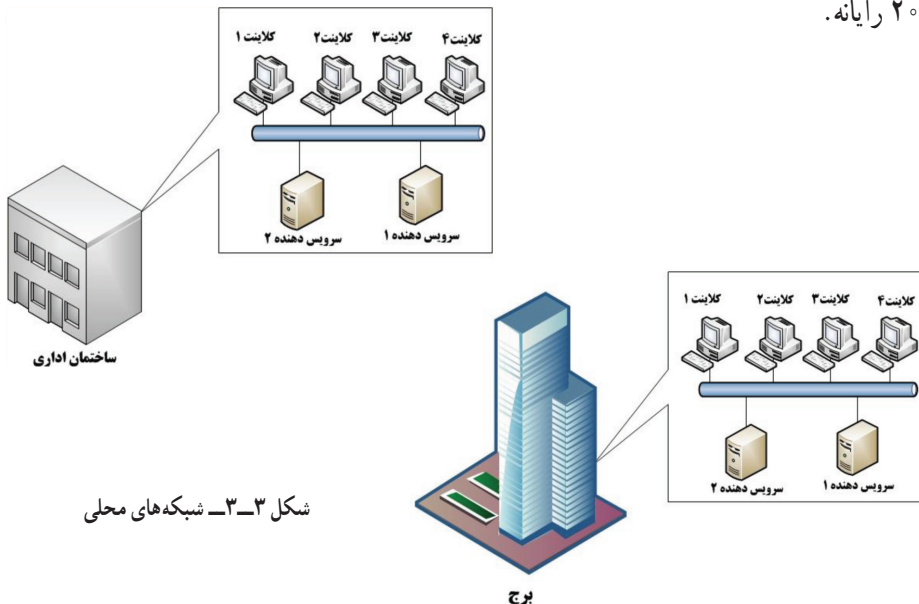 ۲۰ رایانه.
کلاینت ۱ کلاینت۲ کلاینت۳ کلاینت۴
سرویس دهنده ۲ سرویس دهنده ۱
ساختمان اداری
کلاینت ۱ کلاینت۲ کلاینت۳ کلاینت۴
سرویس دهنده ۲ سرویس دهنده ۱
شکل ۳ــ۳ــ شبکه‌های محلی
برج